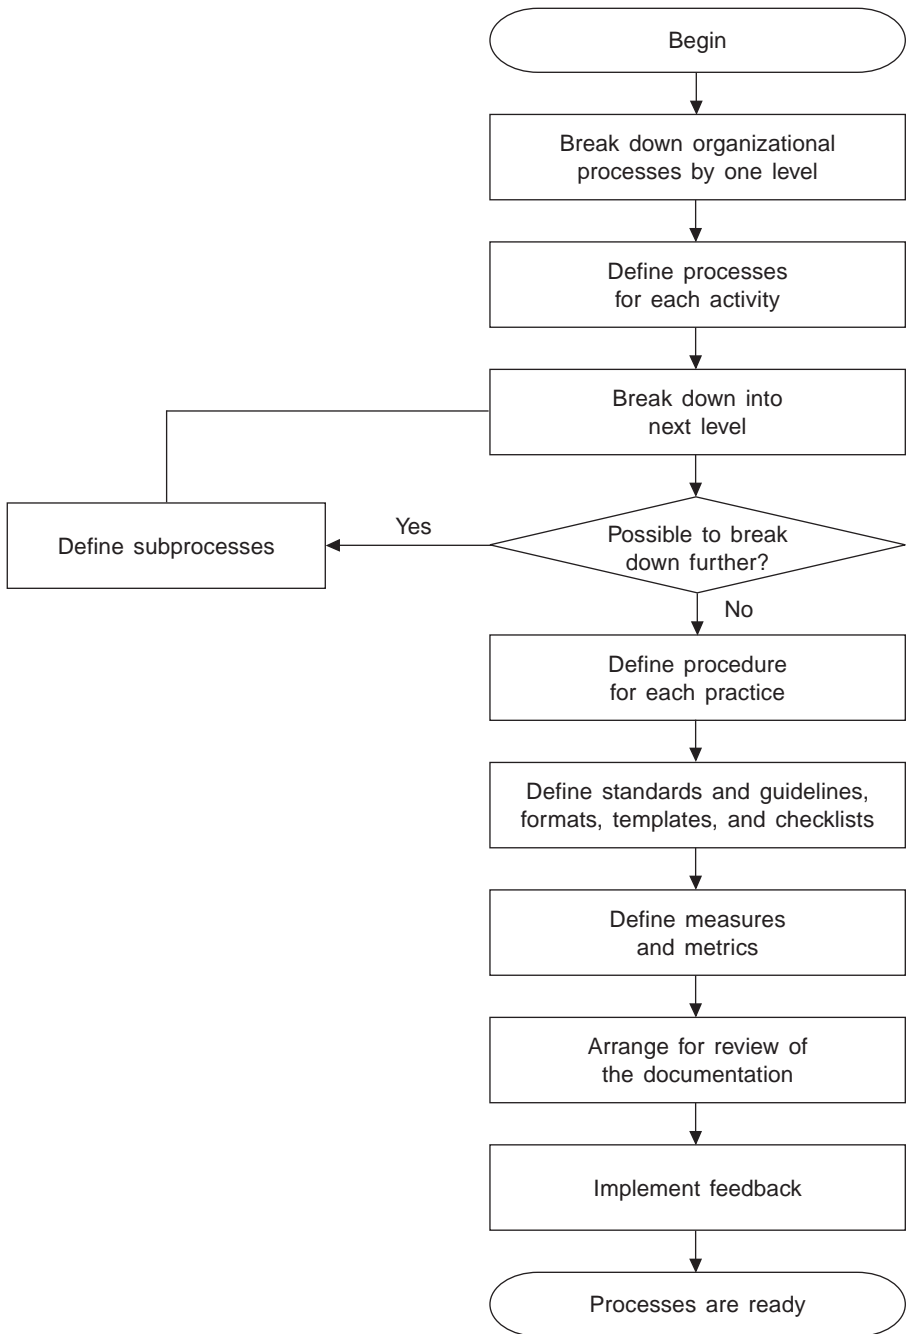 Begin
Break down organizational
processes by one level
Define processes
for each activity
Break down into
next level
Possible to break
down further?
Yes
Define subprocesses
No
Define procedure
for each practice
Define standards and guidelines,
formats, templates, and checklists
Define measures
and metrics
Arrange for review of
the documentation
Implement feedback
Processes are ready